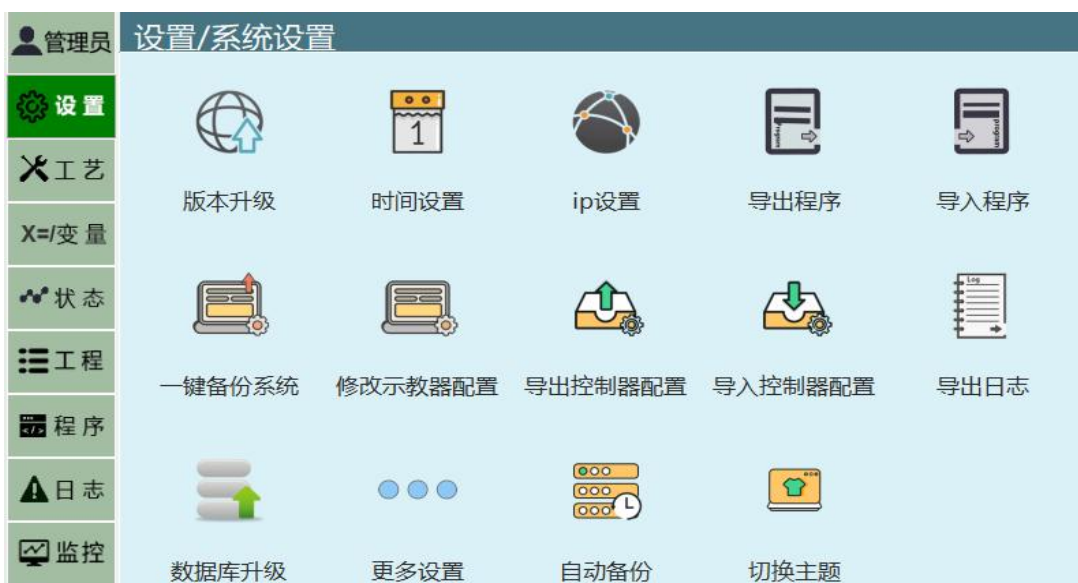 管理员
设置/系统设置
设置
工艺
X=/变量
状态
工程
程序
日志
监控
1
program
program
版本升级
时间设置
ip设置
导出程序
导入程序
Log
一键备份系统
修改示教器配置
导出控制器配置
导入控制器配置
导出日志
数据库升级
更多设置
自动备份
切换主题